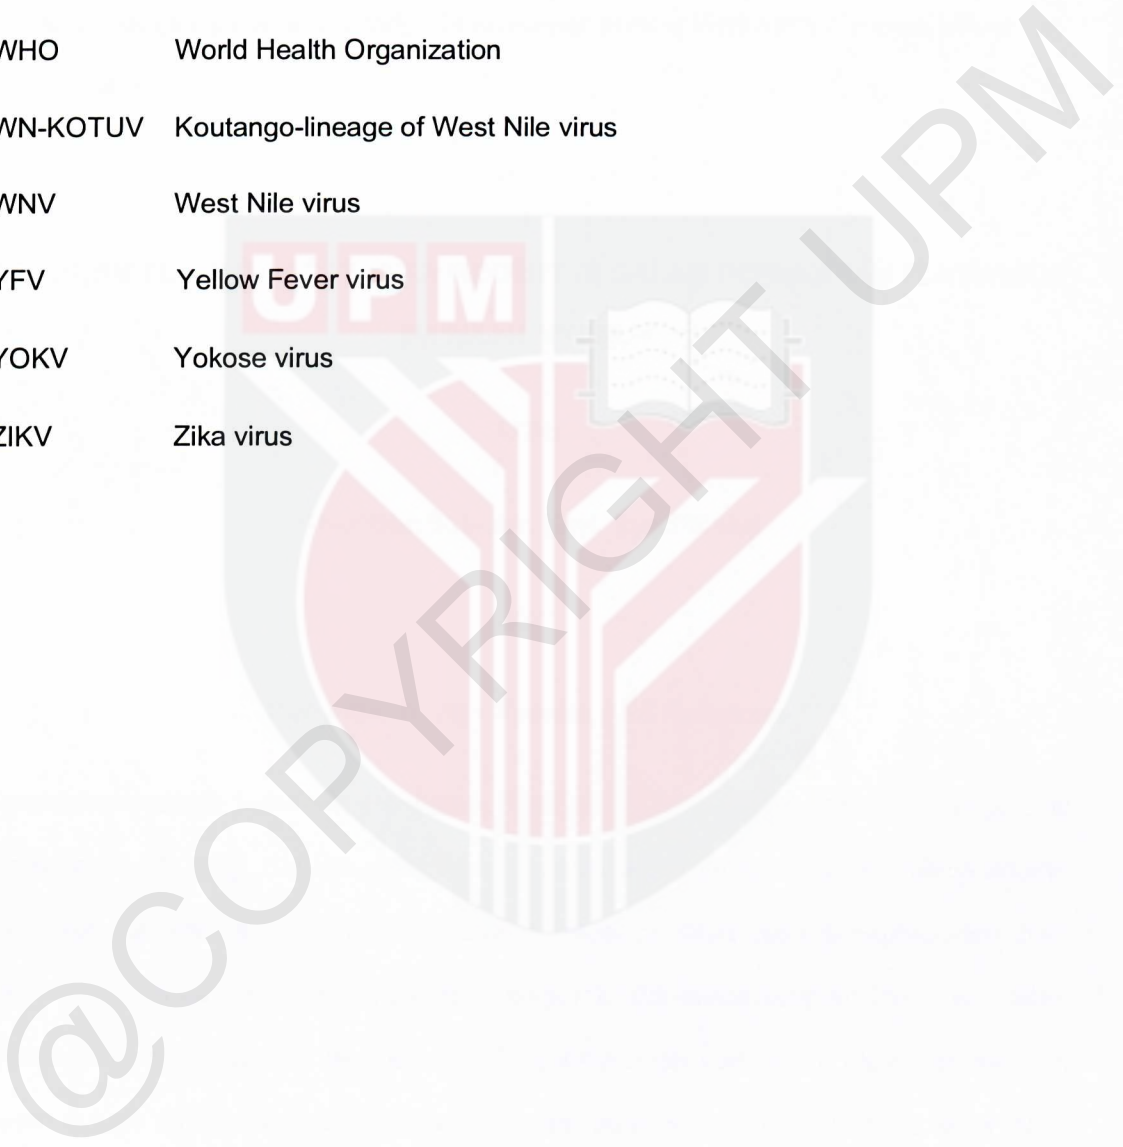 WHO World Health Organization
WN-KOTUV Koutango-lineage of West Nile virus
WNV West Nile virus
YFV Yellow Fever virus
YOKV Yokose virus
ZIKV Zika virus
UPM
@COPYRIGHT UPM